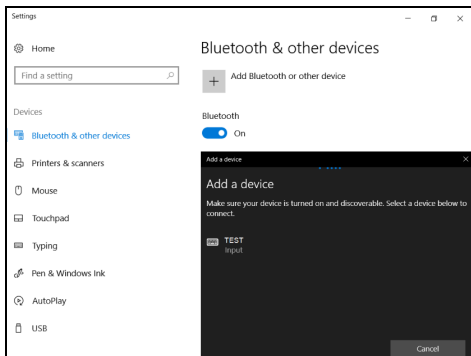 Settings
Home
Find a setting
Devices
Bluetooth & other devices
Printers & scanners
Mouse
Touchpad
Typing
Pen & Windows Ink
AutoPlay
USB
Bluetooth & other devices
Add Bluetooth or other device
Bluetooth
On
Add a device
Add a device
Make sure your device is turned on and discoverable. Select a device below to
connect.
TEST
Input
Cancel